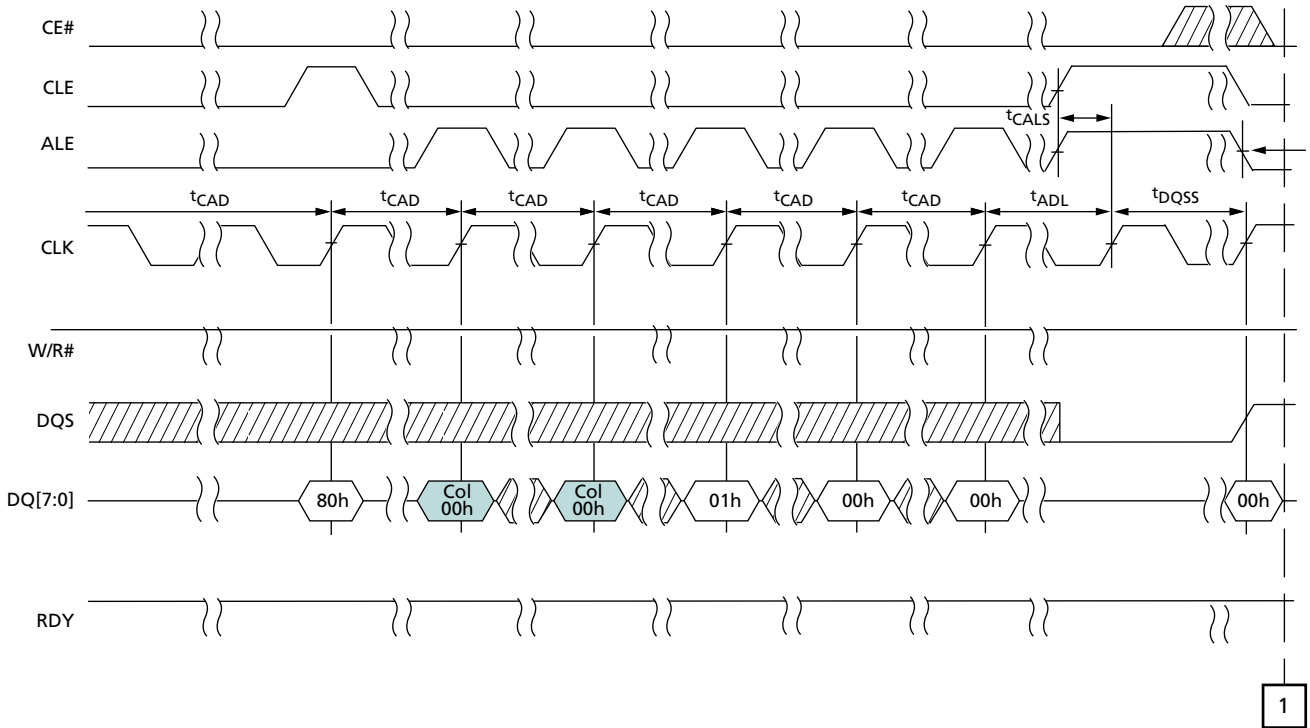 CE#
CLE
tCALS
ALE
tCAD tCAD tCAD tCAD tCAD tCAD tADL tDQSS
CLK
W/R#
DQS
DQ[7:0] 80h Col 00h Col 00h 01h 00h 00h 00h
RDY
1